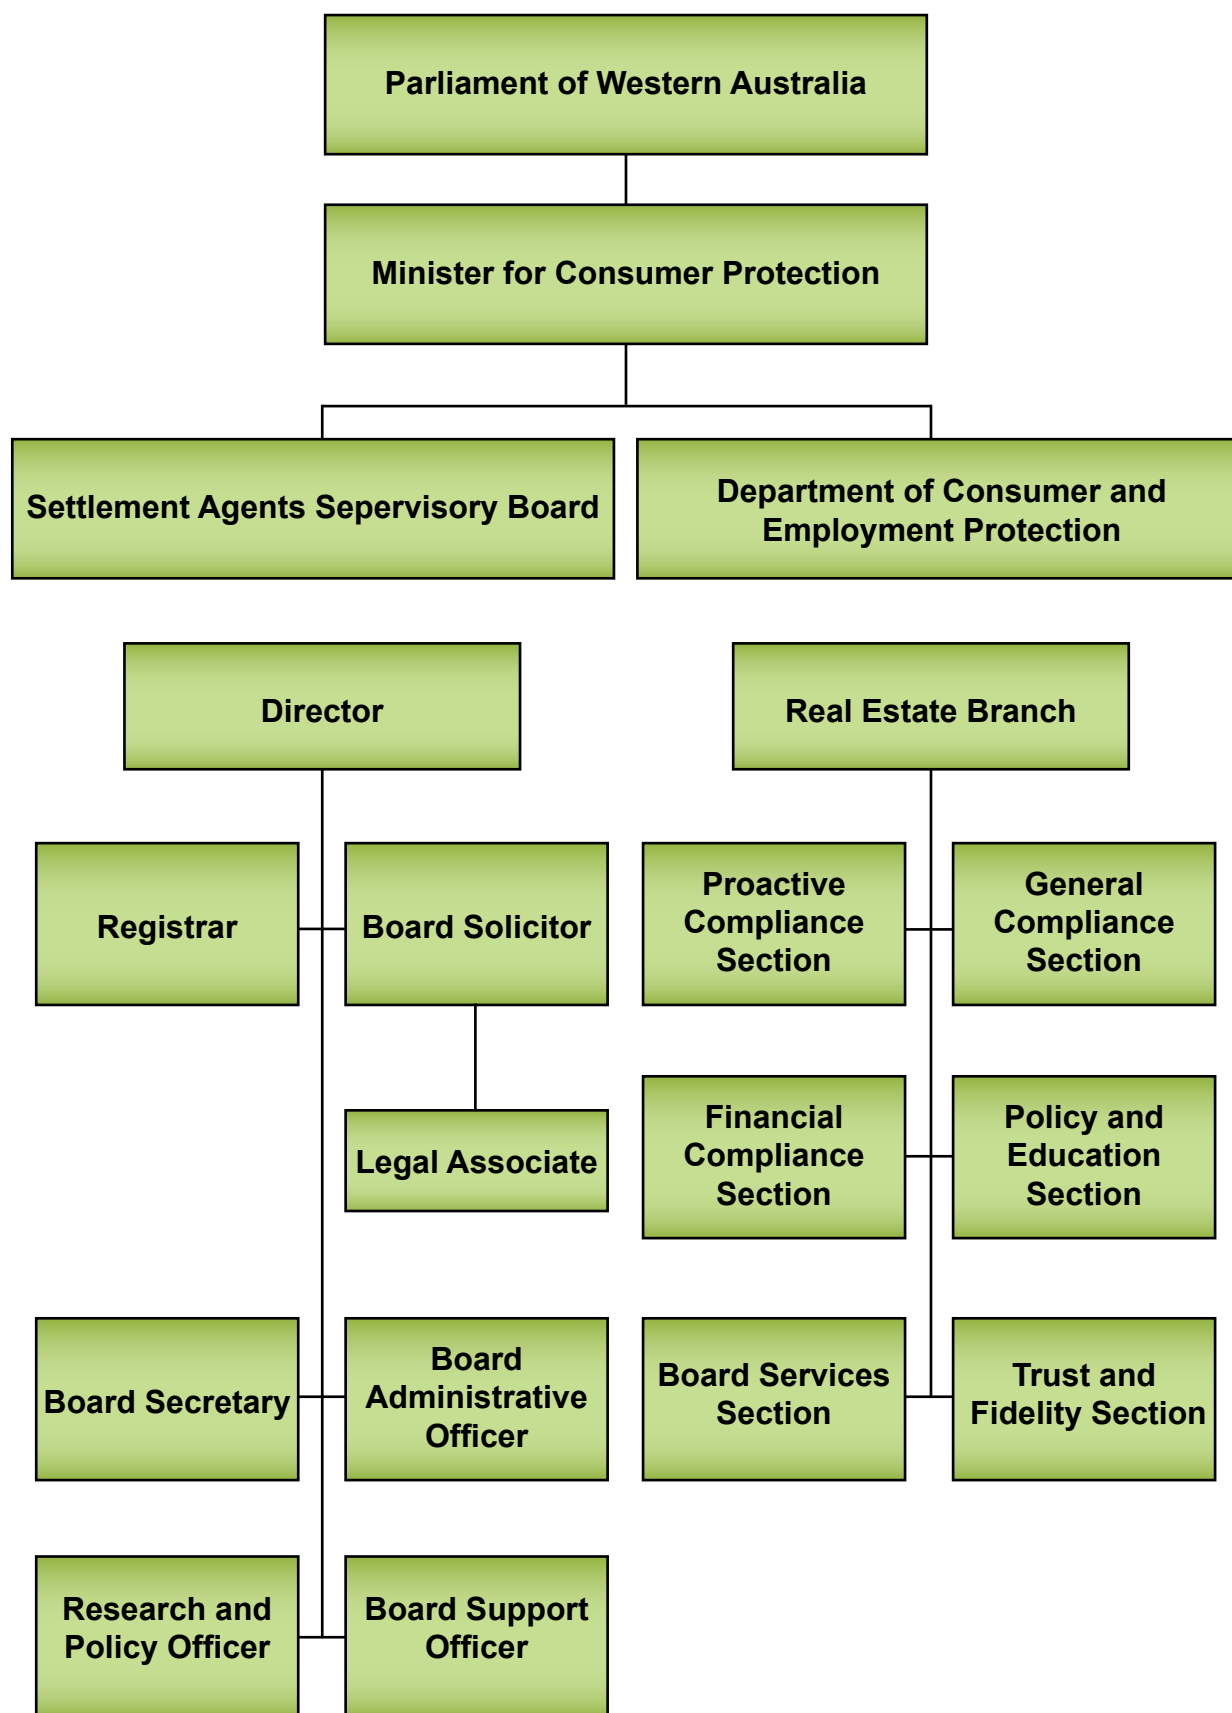 Parliament of Western Australia
Minister for Consumer Protection
Settlement Agents Sepervisory Board
Department of Consumer and
Employment Protection
Director
Real Estate Branch
Registrar
Board Solicitor
Proactive
Compliance
Section
General
Compliance
Section
Legal Associate
Financial
Compliance
Section
Policy and
Education
Section
Board Secretary
Board
Administrative
Officer
Board Services
Section
Trust and
Fidelity Section
Research and
Policy Officer
Board Support
Officer